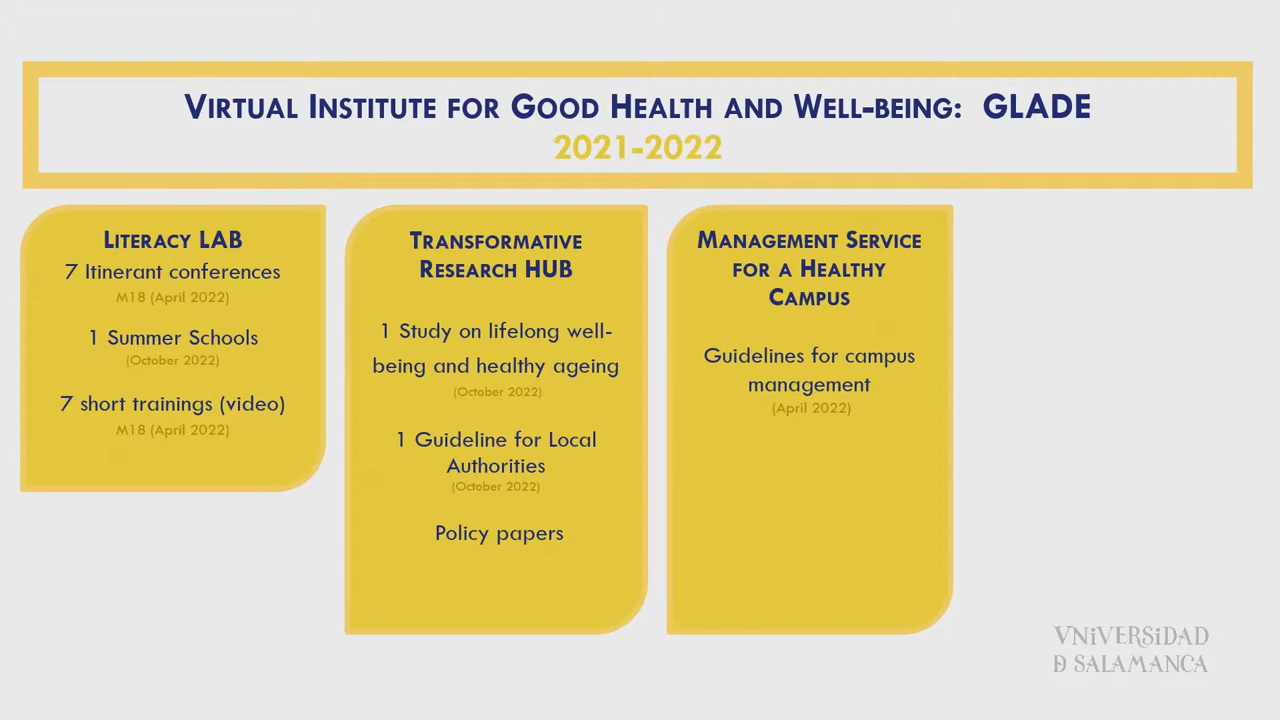 VIRTUAL INSTITUTE FOR GOOD HEALTH AND WELL-BEING: GLADE
2021-2022
LITERACY LAB
7 Itinerant conferences
M18 (April 2022)
1 Summer Schools
(October 2022)
7 short trainings (video)
M18 (April 2022)
TRANSFORMATIVE
RESEARCH HUB
1 Study on lifelong well-
being and healthy ageing
(October 2022)
1 Guideline for Local
Authorities
(October 2022)
Policy papers
MANAGEMENT SERVICE
FOR A HEALTHY
CAMPUS
Guidelines for campus
management
(April 2022)
VNiVERSiDAD
D SALAMANCA